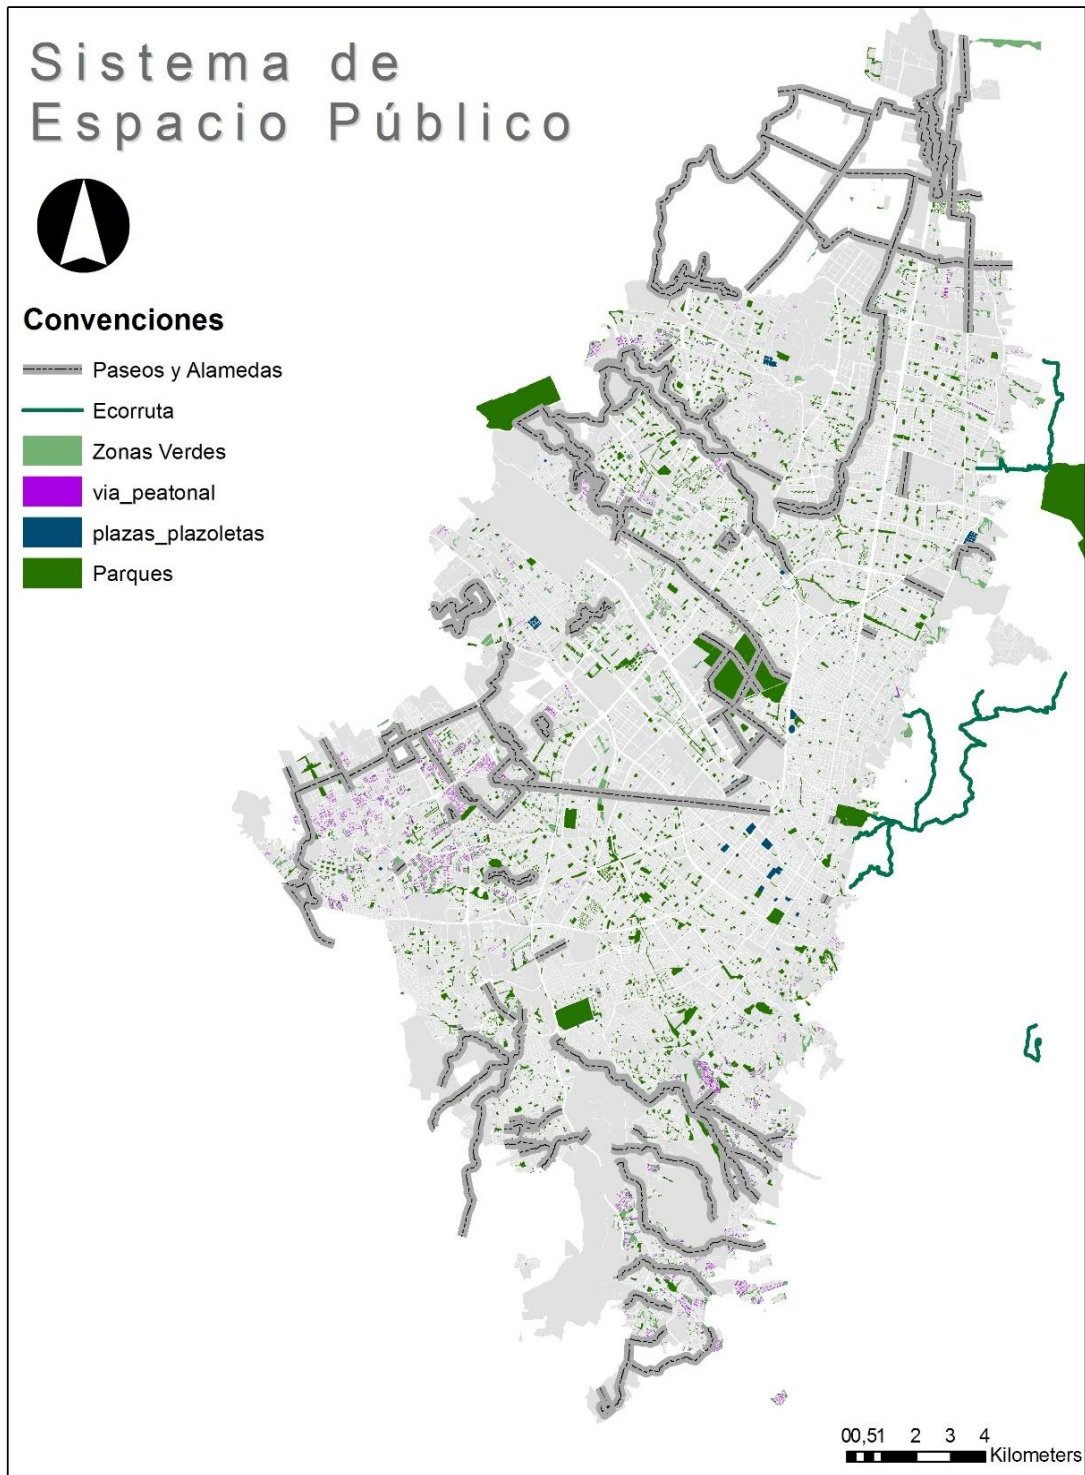 Sistema de
Espacio Público
Convenciones
Paseos y Alamedas
Ecorruta
Zonas Verdes
via_peatonal
plazas_plazoletas
Parques
00,51 2 3 4
Kilometers